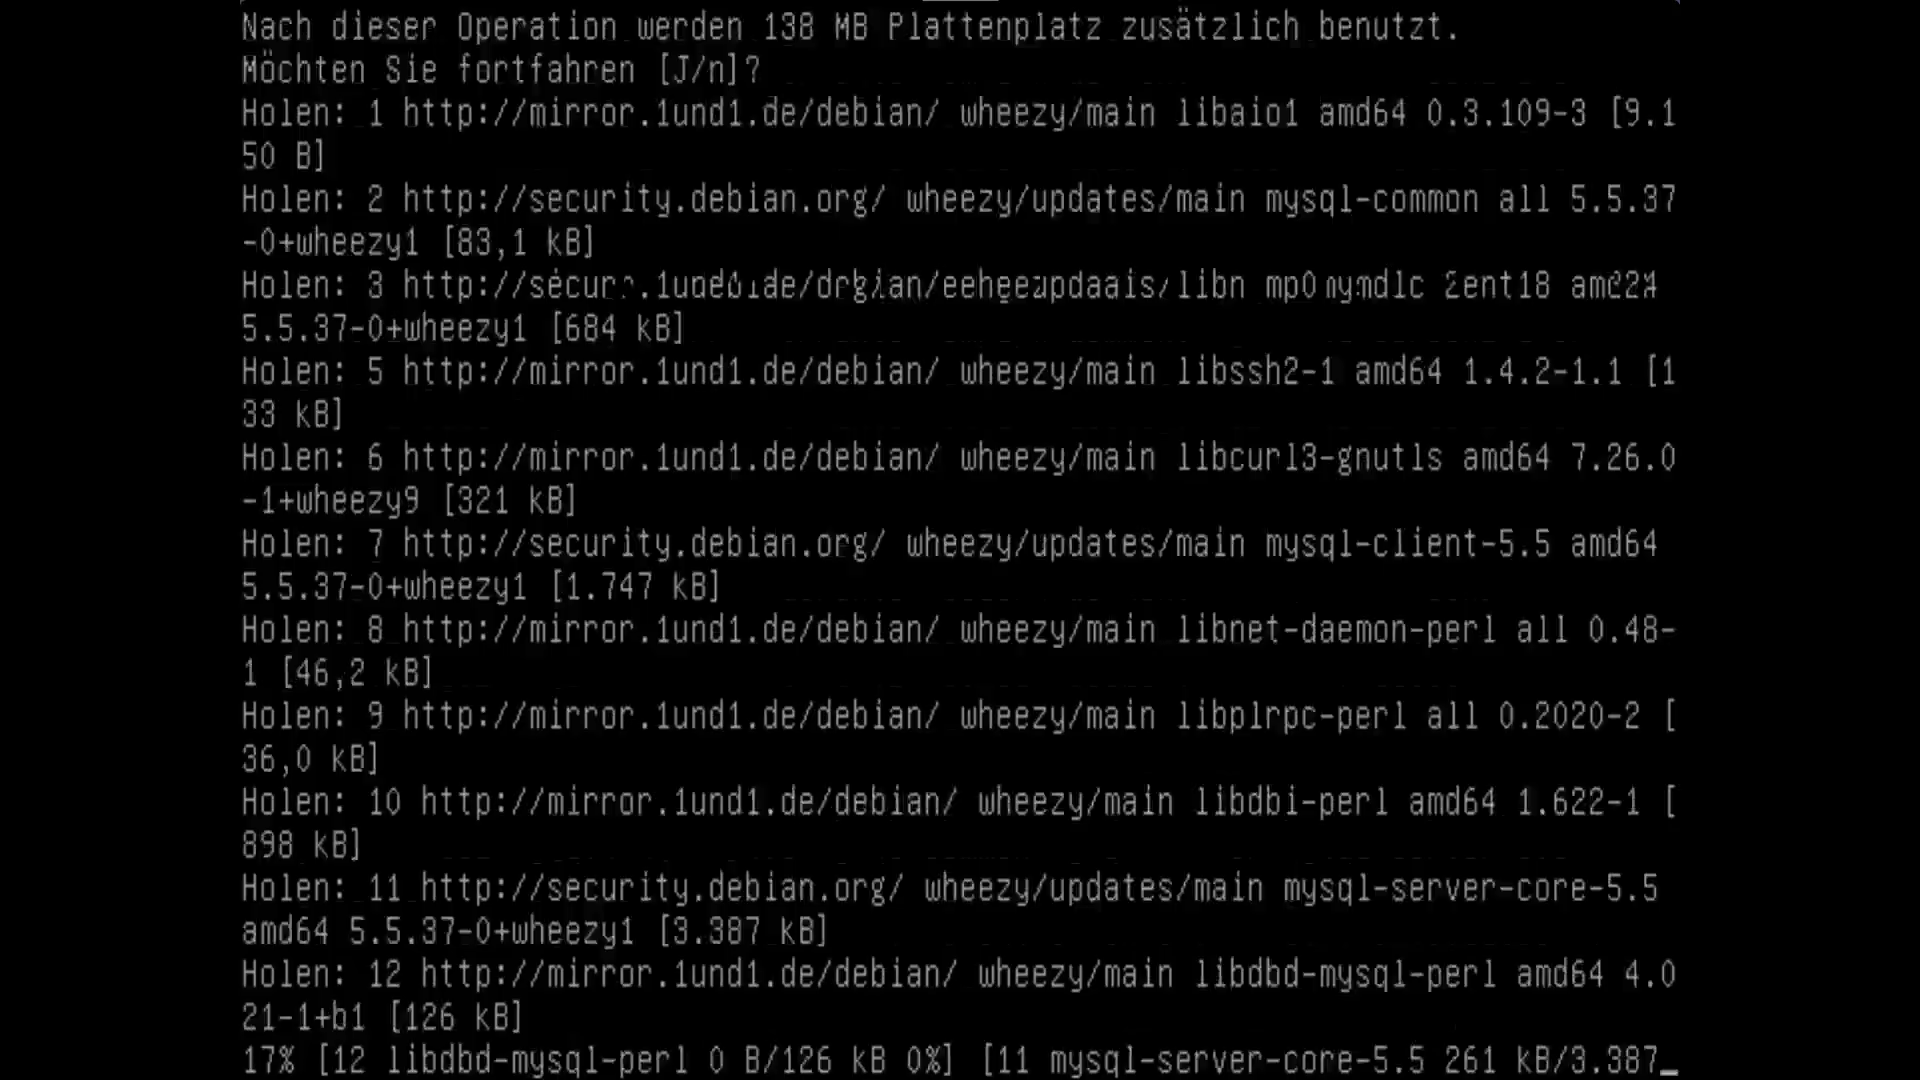 Nach dieser Operation werden 138 MB Plattenplatz zusätzlich benutzt.
Möchten Sie fortfahren [J/n]?
Holen: 1 http://mirror.1und1.de/debian/ wheezy/main libaio1 amd64 0.3.109-3 [9.1
50 B]
Holen: 2 http://security.debian.org/ wheezy/updates/main mysql-common all 5.5.37
-0+wheezy1 [83,1 kB]
Holen: 3
5.5.37-0+wheezy1 [684 kB]
Holen: 5 http://mirror.1und1.de/debian/ wheezy/main libssh2-1 amd64 1.4.2-1.1 [1
33 kB]
Holen: 6 http://mirror.1und1.de/debian/ wheezy/main libcurl3-gnutls amd64 7.26.0
-1+wheezy9 [321 kB]
Holen: 7 http://security.debian.org/ wheezy/updates/main mysql-client-5.5 amd64
5.5.37-0+wheezy1 [1.747 kB]
Holen: 8 http://mirror.1und1.de/debian/ wheezy/main libnet-daemon-perl all 0.48-
1 [46,2 kB]
Holen: 9 http://mirror.1und1.de/debian/ wheezy/main libplrpc-perl all 0.2020-2 [
36,0 kB]
Holen: 10 http://mirror.1und1.de/debian/ wheezy/main libdbi-perl amd64 1.622-1 [
898 kB]
Holen: 11 http://security.debian.org/ wheezy/updates/main mysql-server-core-5.5
amd64 5.5.37-0+wheezy1 [3.387 kB]
Holen: 12 http://mirror.1und1.de/debian/ wheezy/main libdbd-mysql-perl amd64 4.0
21-1+b1 [126 kB]
17% [12 libdbd-mysql-perl 0 B/126 kB 0%] [11 mysql-server-core-5.5 261 kB/3.387_